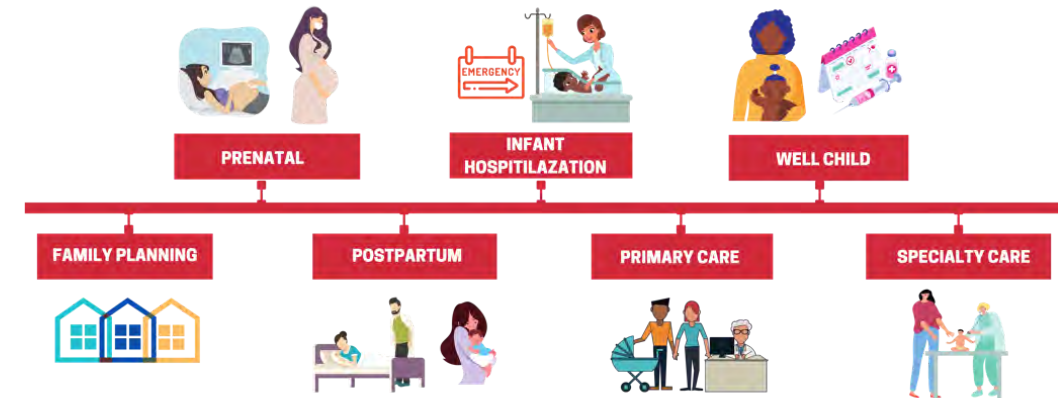 EMERGENCY
PRENATAL
INFANT
HOSPITILAZATION
WELL CHILD
FAMILY PLANNING
POSTPARTUM
PRIMARY CARE
SPECIALTY CARE